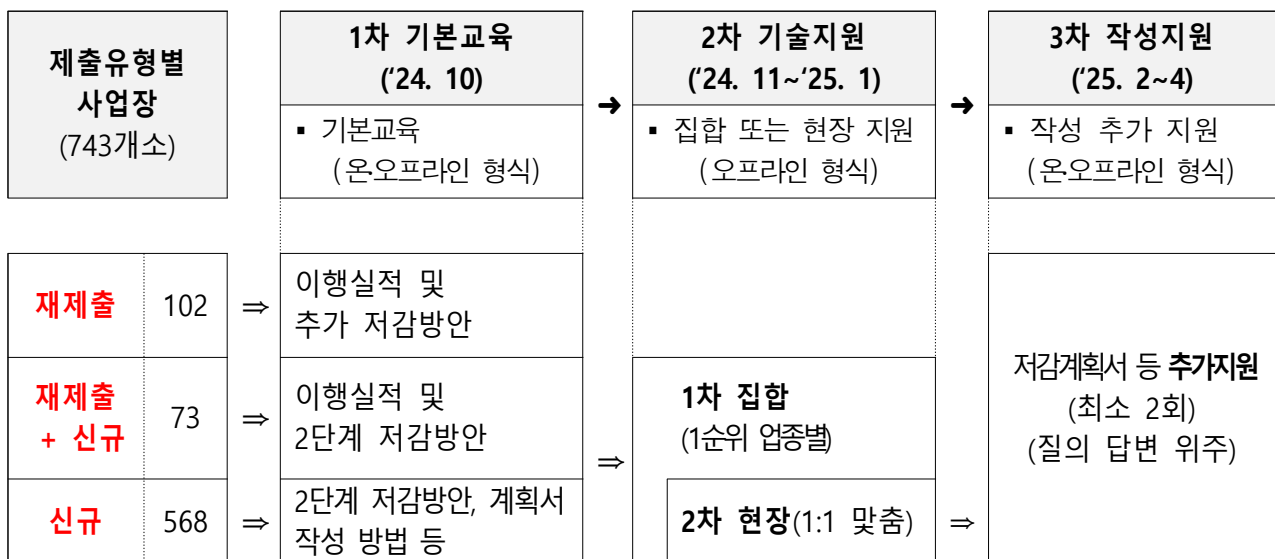 제출유형별
사업장
(743개소)
1차 기본교육
(‘24. 10)
▪ 기본교육
(온·오프라인 형식)
➜
2차 기술지원
(‘24. 11~‘25. 1)
▪ 집합 또는 현장 지원
(오프라인 형식)
➜
3차 작성지원
(‘25. 2~4)
▪ 작성 추가 지원
(온·오프라인 형식)
재제출 102 ⇒
이행실적 및
추가 저감방안
재제출
+ 신규
73 ⇒
이행실적 및
2단계 저감방안
신규 568 ⇒
2단계 저감방안, 계획서
작성 방법 등
⇒
1차 집합
(1순위 업종별)
2차 현장(1:1 맞춤)
⇒
저감계획서 등 추가지원
(최소 2회)
(질의 답변 위주)